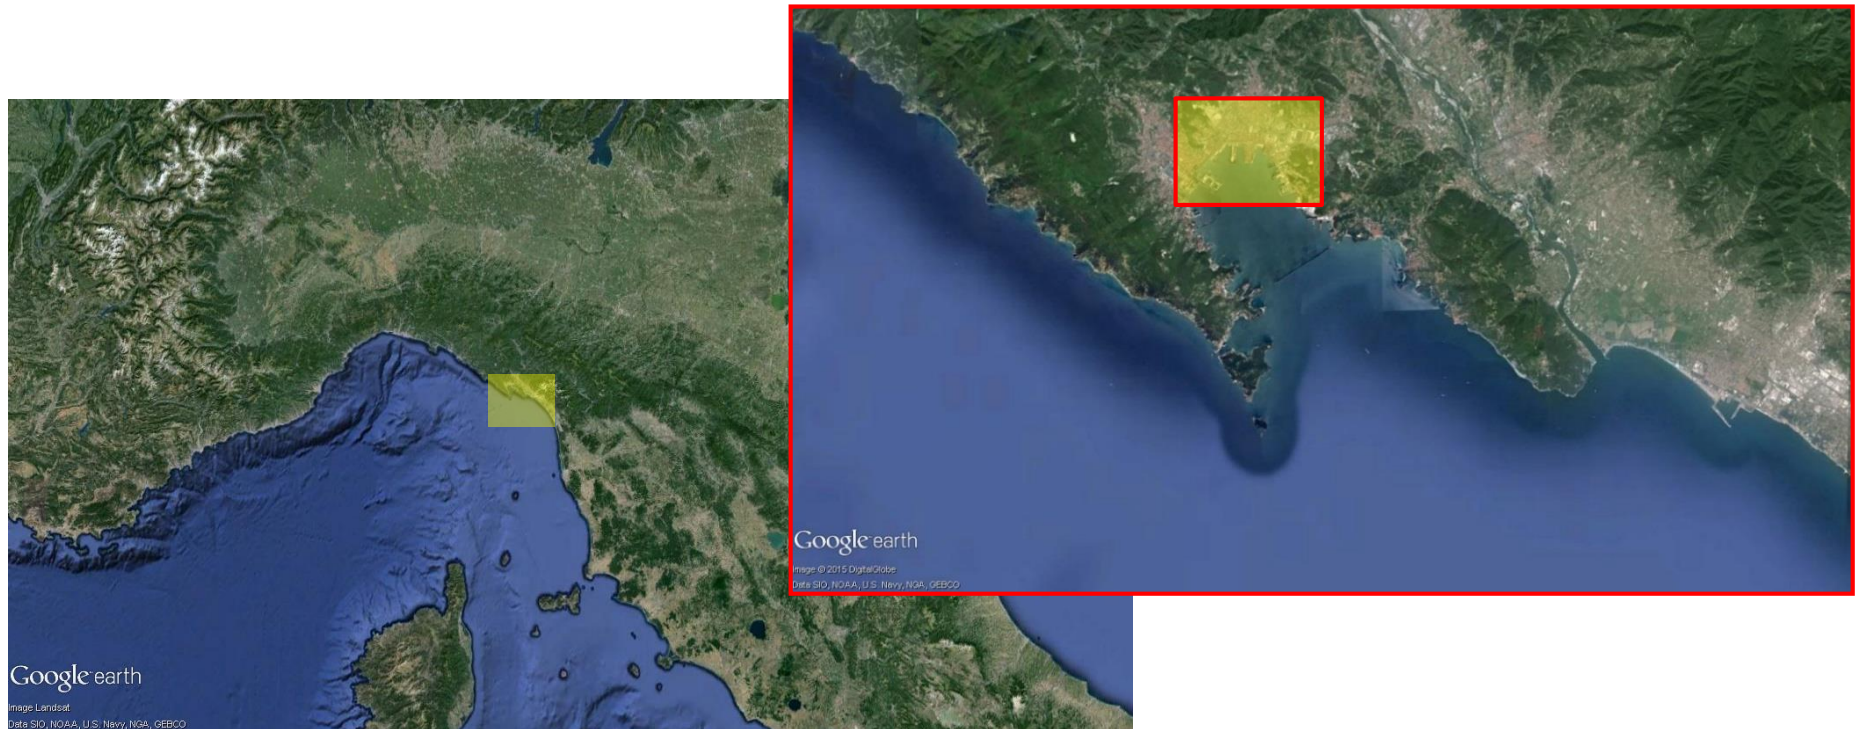 Google earth
Image Landsat
Data SIO, NOAA, U.S. Navy, NGA, GEBCO
Google earth
Image © 2015 DigitalGlobe
Data SIO, NOAA, U.S. Navy, NGA, GEBCO